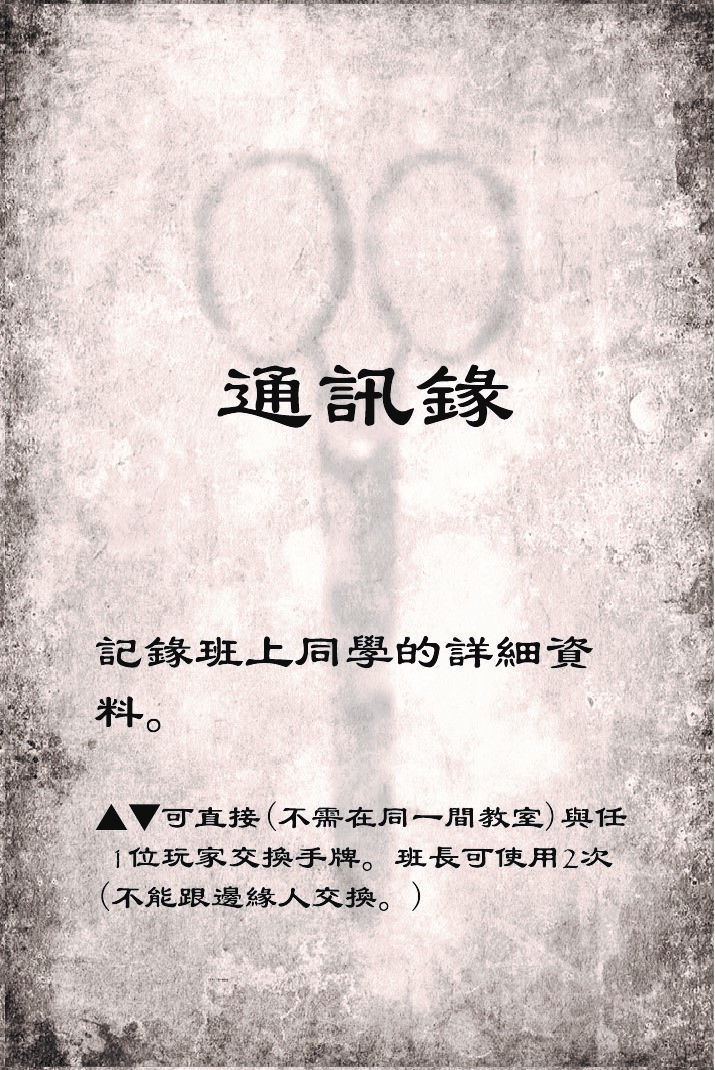 通訊錄
記錄班上同學的詳細資
料。
▲▼可直接(不需在同一間教室)與任
1位玩家交換手牌。班長可使用2次
(不能跟邊緣人交換。)